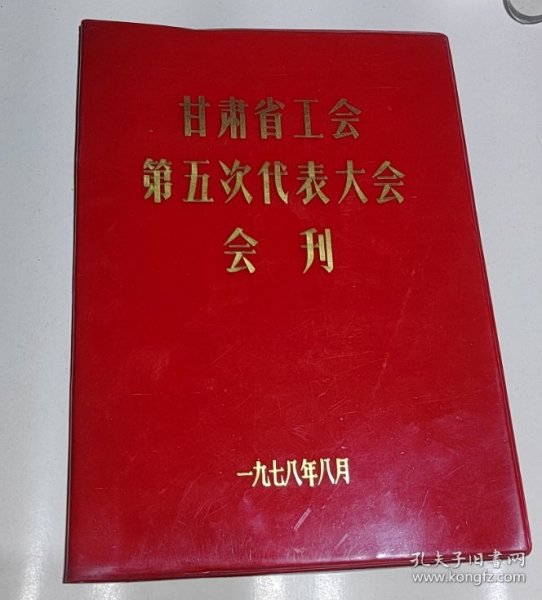 甘肃省工会
第五次代表大会
会刊
一九七八年八月
孔夫子旧书网
www.kongfz.com